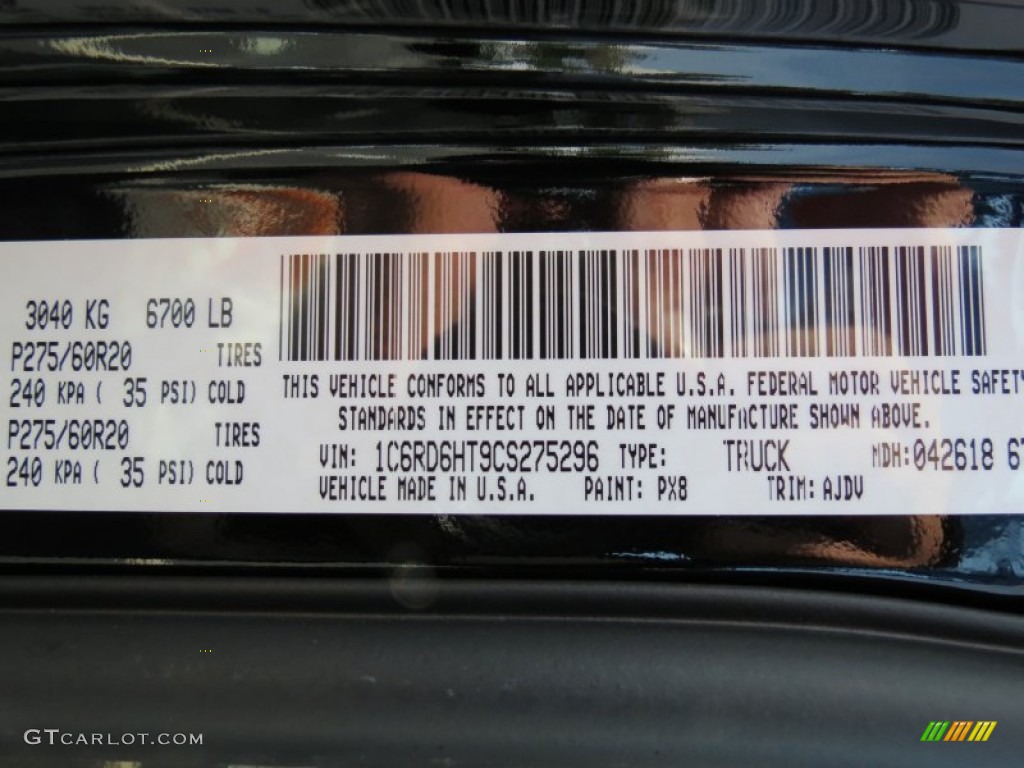 3040 KG 6700 LB
P275/60R20 TIRES
240 KPA ( 35 PSI) COLD
P275/60R20 TIRES
240 KPA ( 35 PSI) COLD
THIS VEHICLE CONFORMS TO ALL APPLICABLE U.S.A. FEDERAL MOTOR VEHICLE SAFETY
STANDARDS IN EFFECT ON THE DATE OF MANUFACTURE SHOWN ABOVE.
VIN: 1C6RD6HT9CS275296 TYPE: TRUCK MDH: 042618 67
VEHICLE MADE IN U.S.A. PAINT: PX8 TRIM: AJDV
GTCARLOT.COM